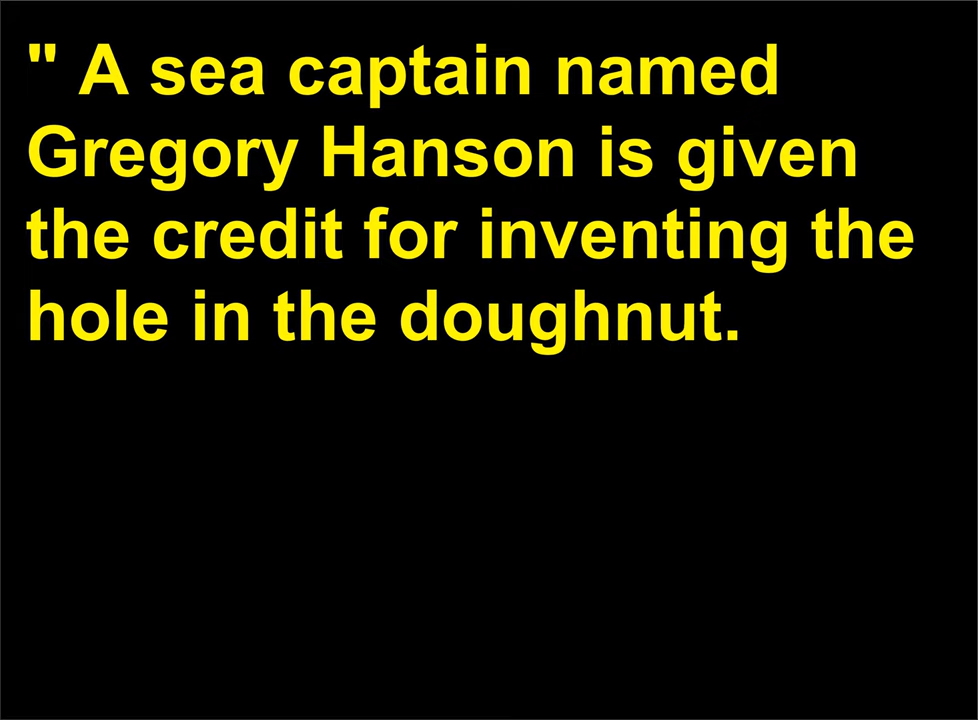 " A sea captain named
Gregory Hanson is given
the credit for inventing the
hole in the doughnut.